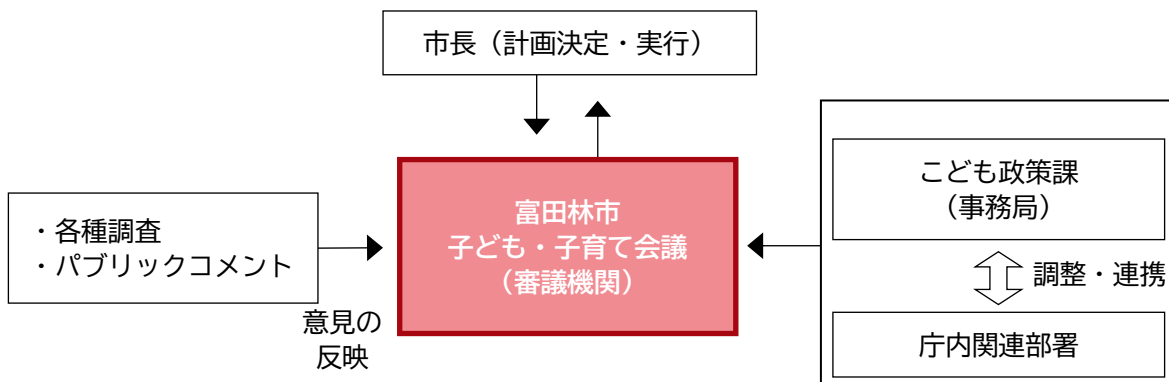 市長（計画決定・実行）
富田林市
子ども・子育て会議
（審議機関）
・各種調査
・パブリックコメント
意見の
反映
こども政策課
（事務局）
調整・連携
庁内関連部署